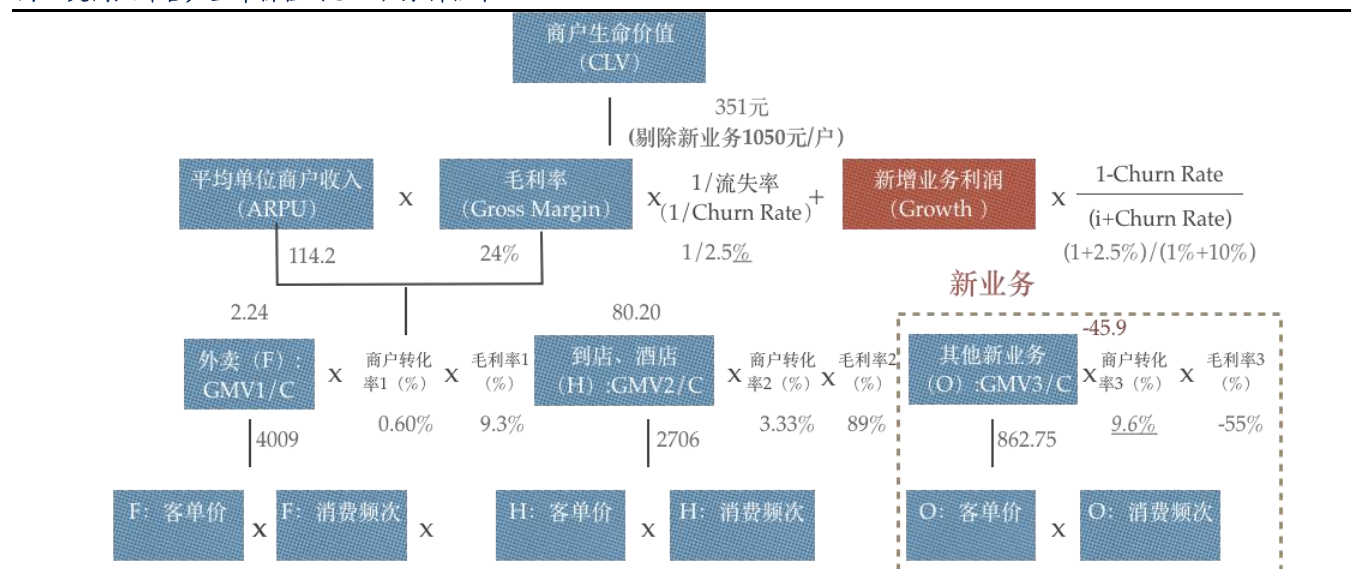 商户生命价值
（CLV）
351元
(剔除新业务1050元/户)
平均单位商户收入
（ARPU）
x
毛利率
（Gross Margin）
x
1/流失率
(1/Churn Rate)
+
新增业务利润
（Growth ）
x
1-Churn Rate
(i+Churn Rate)
114.2
24%
1/2.5%
(1+2.5%)/(1%+10%)
新业务
2.24
80.20
-45.9
外卖（F）:
GMV1/C
x
商户转化
率1（%）
x
毛利率1
（%）
到店、酒店
（H）:GMV2/C
x
商户转化
率2（%）
x
毛利率2
（%）
其他新业务
（O）:GMV3/C
x
商户转化
率3（%）
x
毛利率3
（%）
4009
0.60%
9.3%
2706
3.33%
89%
862.75
9.6%
-55%
F：客单价
x
F：消费频次
x
H：客单价
x
H：消费频次
O：客单价
x
O：消费频次